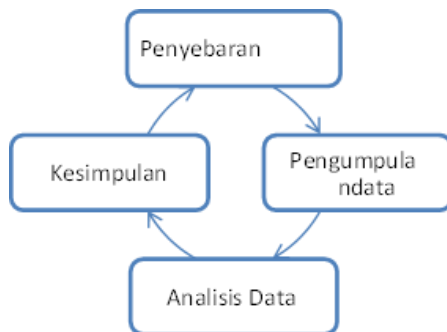 Penyebaran
Kesimpulan
Pengumpula
ndata
Analisis Data